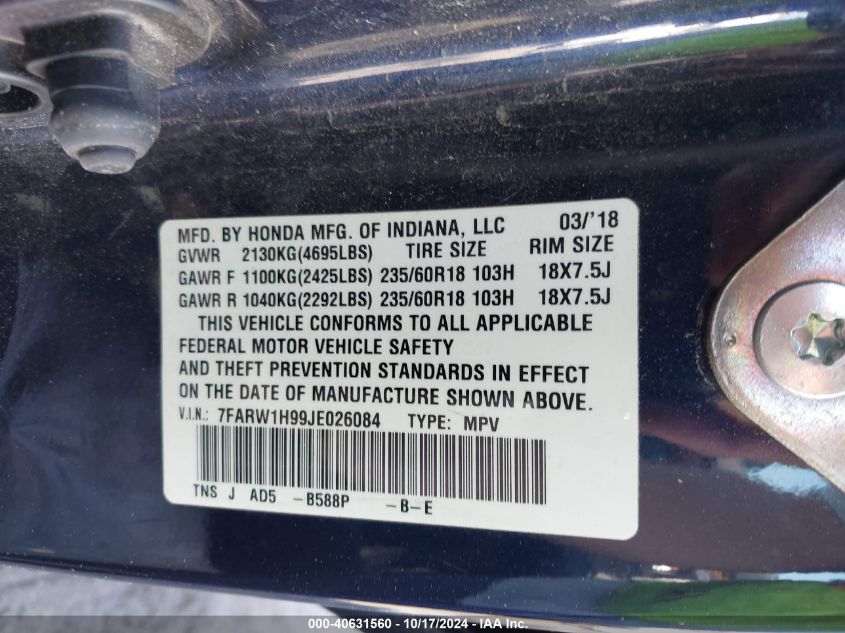 MFD. BY HONDA MFG. OF INDIANA, LLC 03/'18
GVWR 2130KG(4695LBS) TIRE SIZE RIM SIZE
GAWR F 1100KG(2425LBS) 235/60R18 103H 18X7.5J
GAWR R 1040KG(2292LBS) 235/60R18 103H 18X7.5J
THIS VEHICLE CONFORMS TO ALL APPLICABLE
FEDERAL MOTOR VEHICLE SAFETY
AND THEFT PREVENTION STANDARDS IN EFFECT
ON THE DATE OF MANUFACTURE SHOWN ABOVE.
V.I.N.: 7FARW1H99JE026084 TYPE: MPV
TNS J AD5 -B588P -B-E
000-40631560 - 10/17/2024 - www.iaai.com